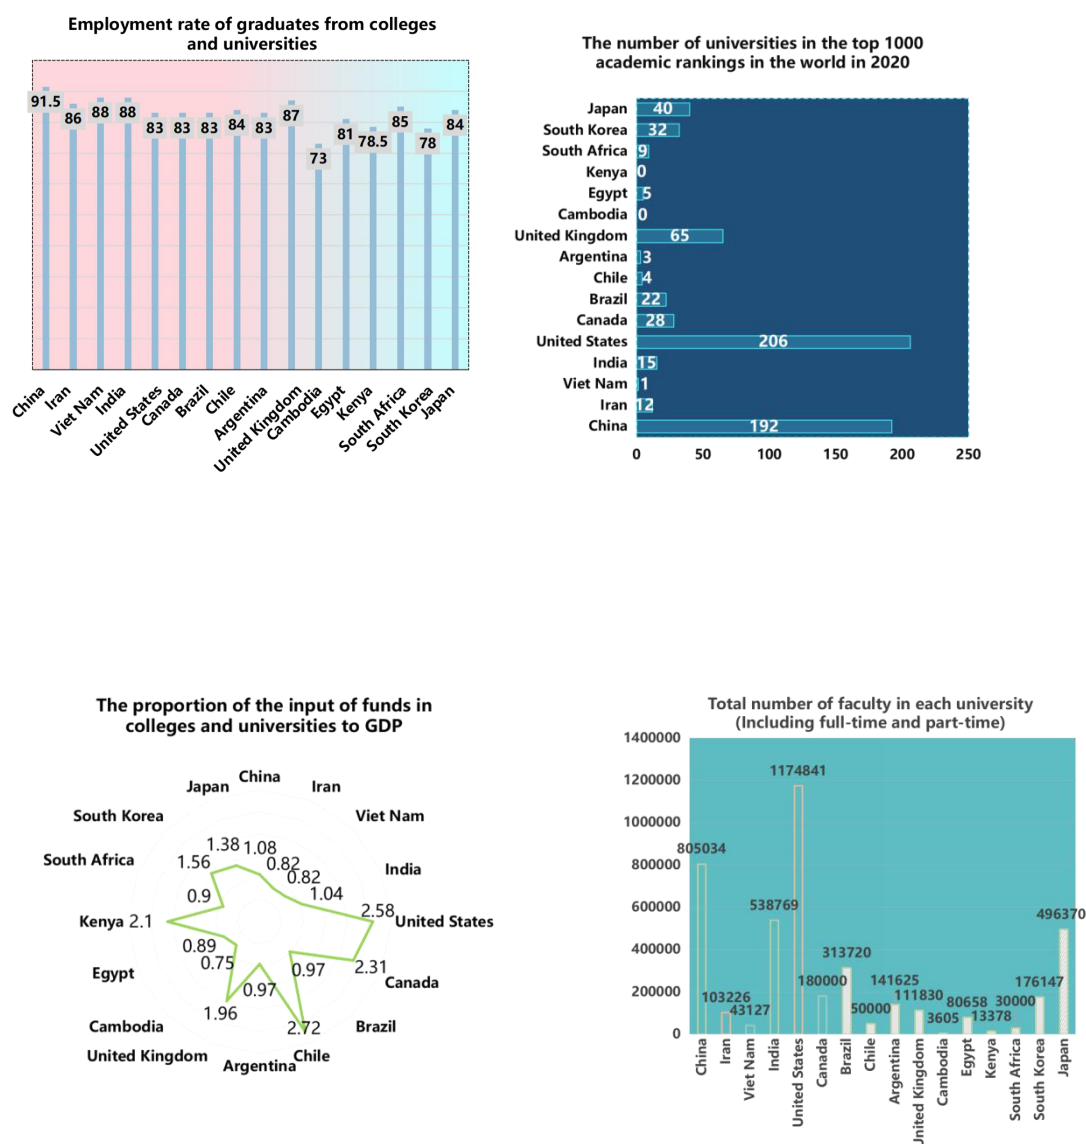 Employment rate of graduates from colleges
and universities
91.5
86
88
88
83
83
83
84
83
87
73
81
78.5
85
78
84
China
Iran
Viet Nam
India
United States
Canada
Brazil
Chile
Argentina
United Kingdom
Cambodia
Egypt
Kenya
South Africa
South Korea
Japan
The number of universities in the top 1000
academic rankings in the world in 2020
Japan 40
South Korea 32
South Africa 9
Kenya 0
Egypt 5
Cambodia 0
United Kingdom 65
Argentina 3
Chile 4
Brazil 22
Canada 28
United States 206
India 15
Viet Nam 1
Iran 12
China 192
0 50 100 150 200 250
The proportion of the input of funds in
colleges and universities to GDP
China
Iran
Viet Nam
India
United States
Canada
Brazil
Chile
Argentina
United Kingdom
Cambodia
Egypt
Kenya
South Africa
South Korea
Japan
1.08
0.82
0.82
1.04
2.58
2.31
0.97
2.72
0.97
1.96
0.75
0.89
2.1
0.9
1.56
1.38
Total number of faculty in each university
(Including full-time and part-time)
1400000
1200000
1000000
800000
600000
400000
200000
0
805034
103226
43127
538769
1174841
180000
313720
50000
141625
111830
3605
80658
13378
30000
176147
496370
China
Iran
Viet Nam
India
United States
Canada
Brazil
Chile
Argentina
United Kingdom
Cambodia
Egypt
Kenya
South Africa
South Korea
Japan